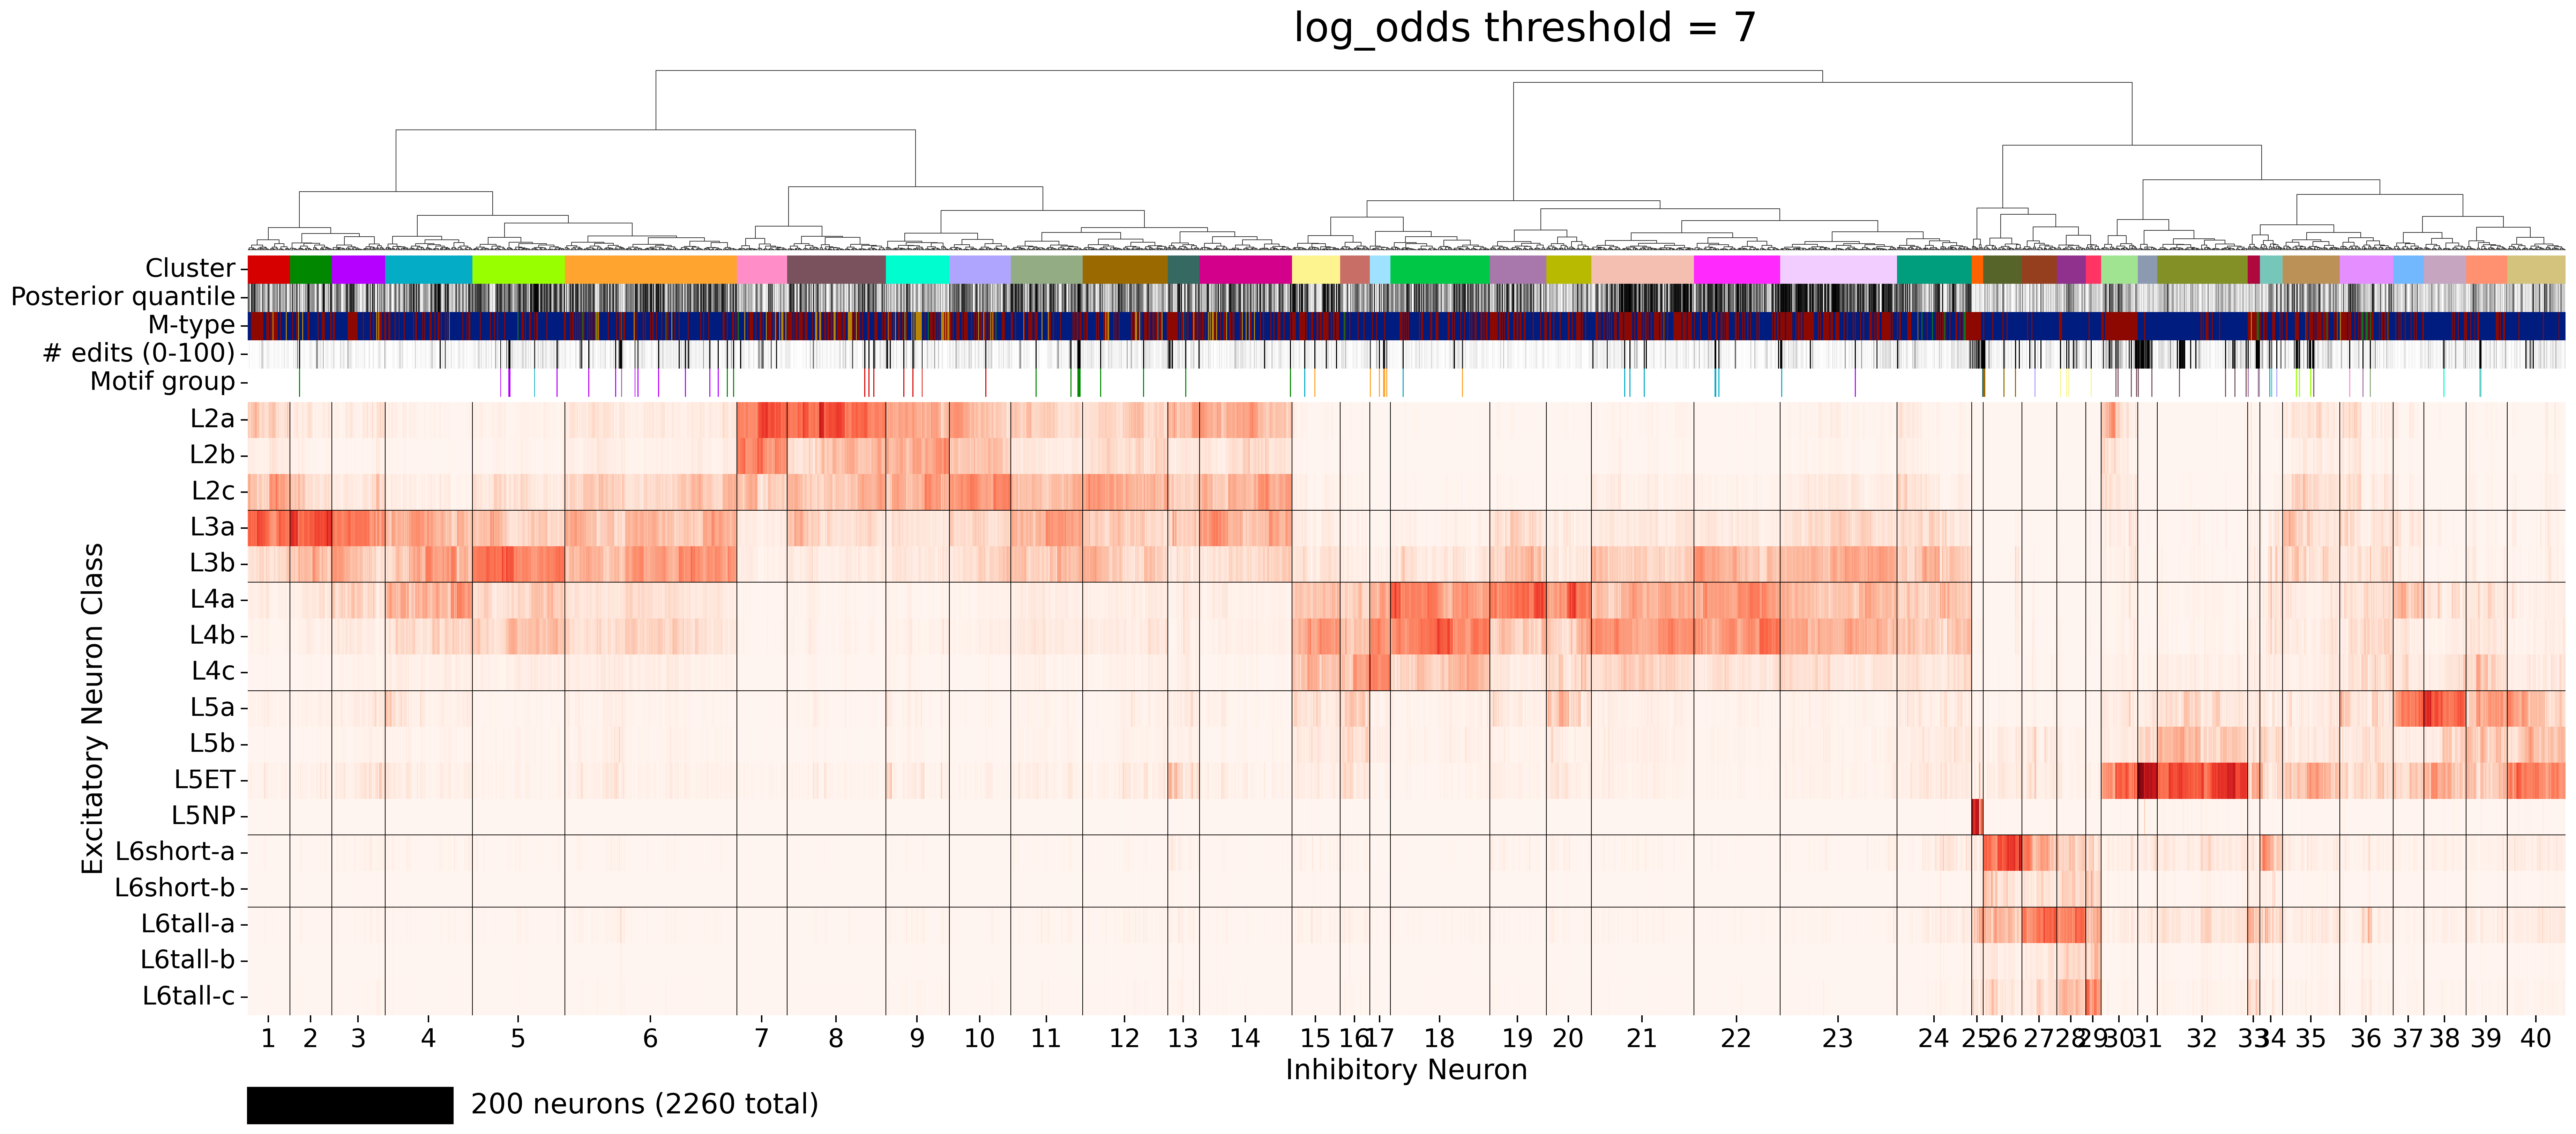 log_odds threshold = 7
Cluster
Posterior quantile
M-type
# edits (0-100)
Motif group
L2a
L2b
L2c
L3a
L3b
L4a
L4b
L4c
L5a
L5b
L5ET
L5NP
L6short-a
L6short-b
L6tall-a
L6tall-b
L6tall-c
Excitatory Neuron Class
1 2 3 4 5 6 7 8 9 10 11 12 13 14 15 16 17 18 19 20 21 22 23 24 25 26 27 28 29 30 31 32 33 34 35 36 37 38 39 40
Inhibitory Neuron
200 neurons (2260 total)